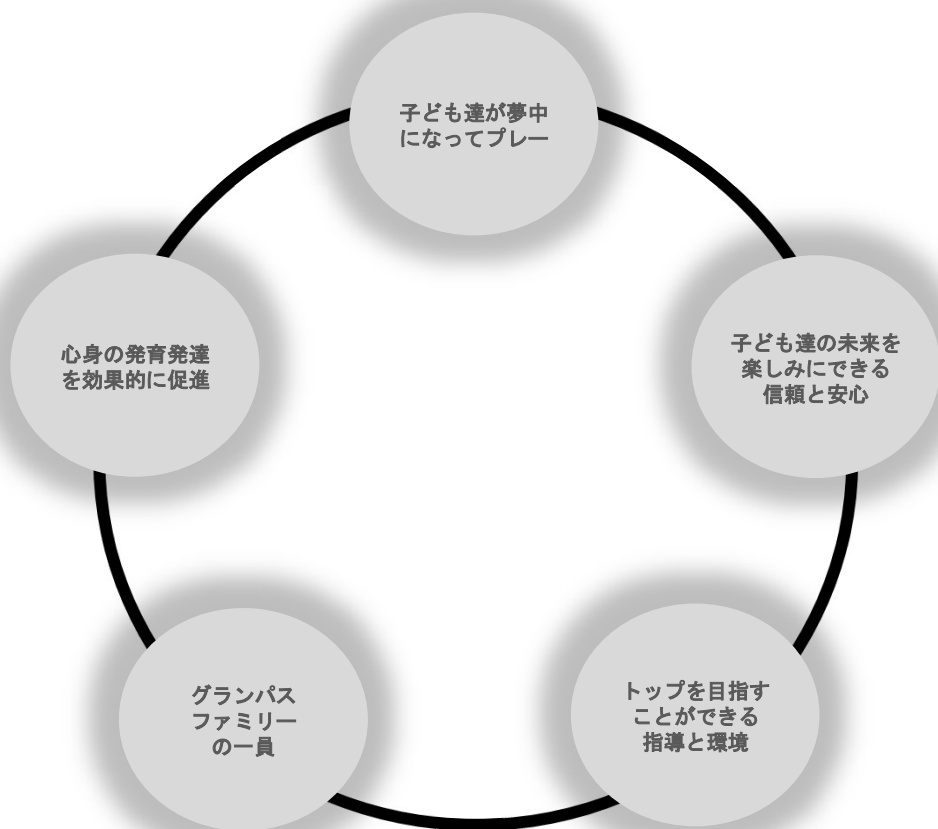 子ども達が夢中
になってプレー
子ども達の未来を
楽しみにできる
信頼と安心
トップを目指す
ことができる
指導と環境
グランパス
ファミリー
の一員
心身の発育発達
を効果的に促進